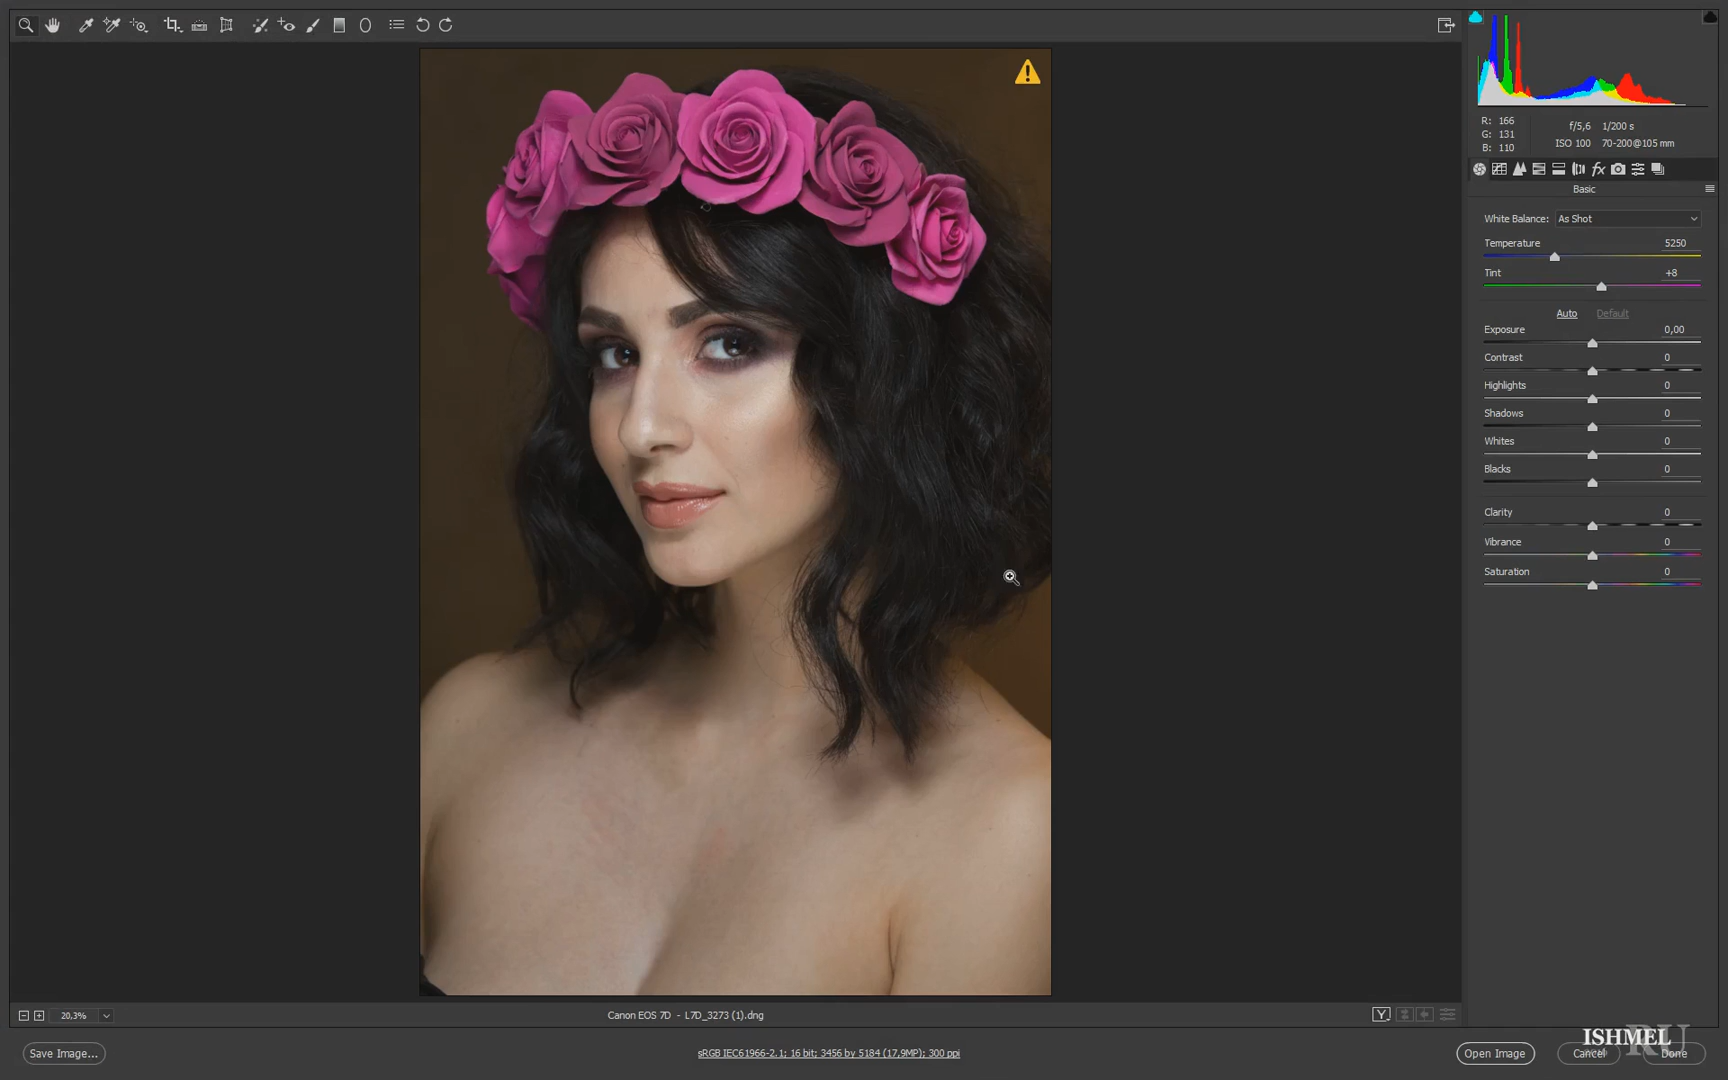 R: 166
G: 131
B: 110
f/5,6 1/200 s
ISO 100 70-200@105 mm
fx
Basic
White Balance: As Shot
Temperature 5250
Tint +8
Auto Default
Exposure 0,00
Contrast 0
Highlights 0
Shadows 0
Whites 0
Blacks 0
Clarity 0
Vibrance 0
Saturation 0
20,3%
Canon EOS 7D - L7D_3273 (1).dng
Y
Save Image...
sRGB IEC61966-2.1; 16 bit; 3456 by 5184 (17,9MP); 300 ppi
Open Image Cancel Done
ISHMEL
RU